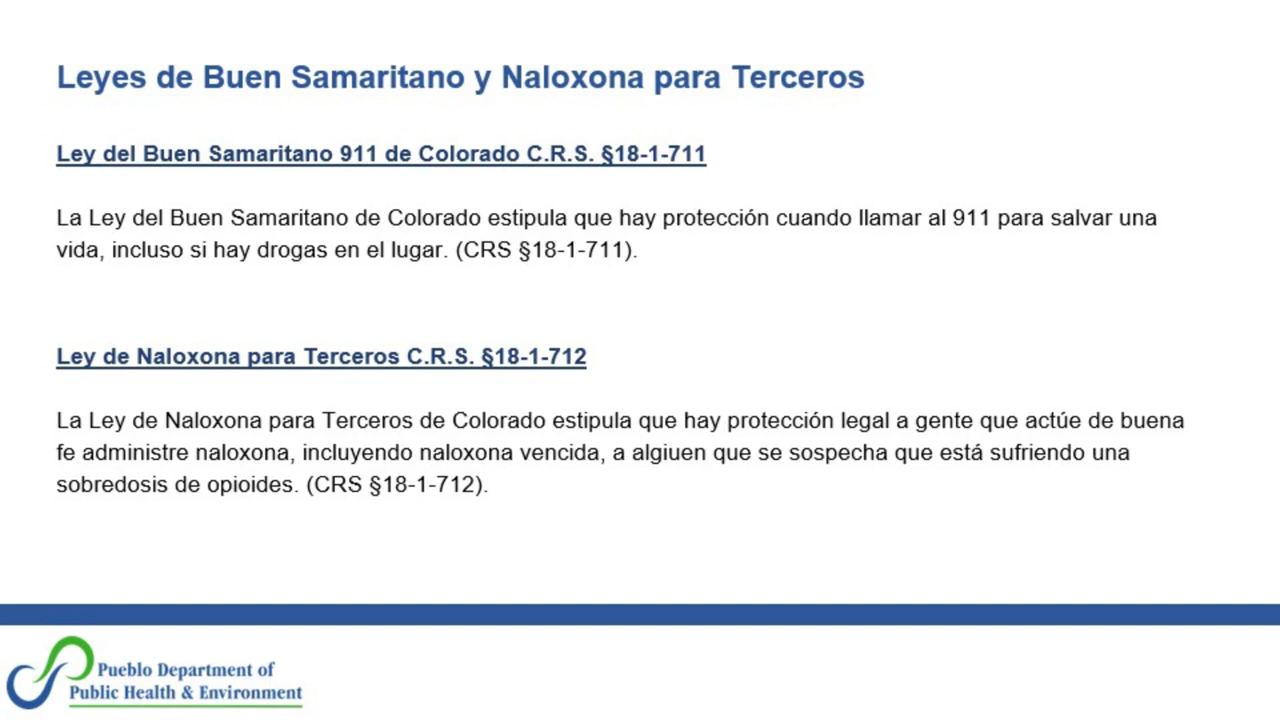 Leyes de Buen Samaritano y Naloxona para Terceros
Ley del Buen Samaritano 911 de Colorado C.R.S. §18-1-711
La Ley del Buen Samaritano de Colorado estipula que hay protección cuando llamar al 911 para salvar una
vida, incluso si hay drogas en el lugar. (CRS §18-1-711).
Ley de Naloxona para Terceros C.R.S. §18-1-712
La Ley de Naloxona para Terceros de Colorado estipula que hay protección legal a gente que actúe de buena
fe administre naloxona, incluyendo naloxona vencida, a algiuen que se sospecha que está sufriendo una
sobredosis de opioides. (CRS §18-1-712).
Pueblo Department of
Public Health & Environment